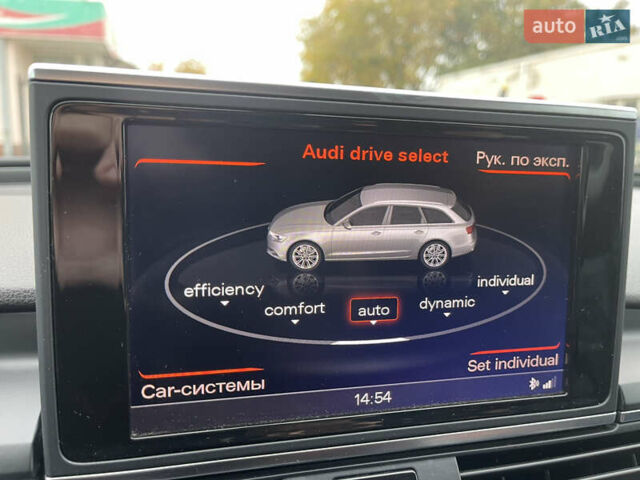 auto RIA
Audi drive select
Рук. по эксп.
efficiency
comfort
auto
dynamic
individual
Car-системы
Set individual
14:54